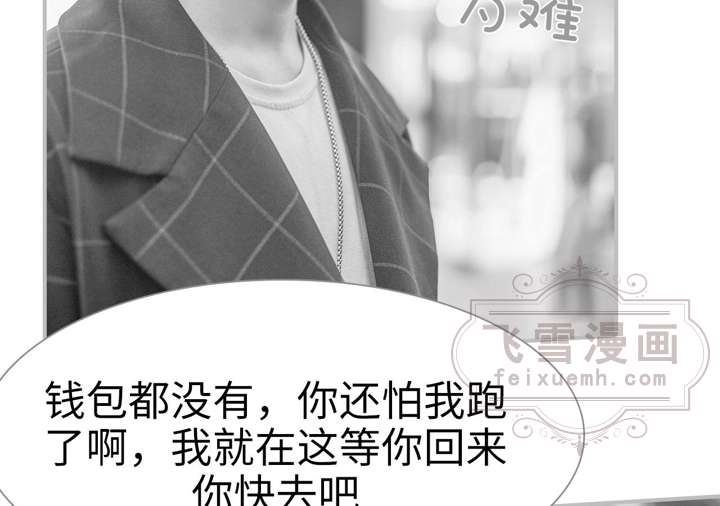 为难
飞雪漫画
feixuemh.com
钱包都没有，你还怕我跑
了啊，我就在这等你回来
你快去吧